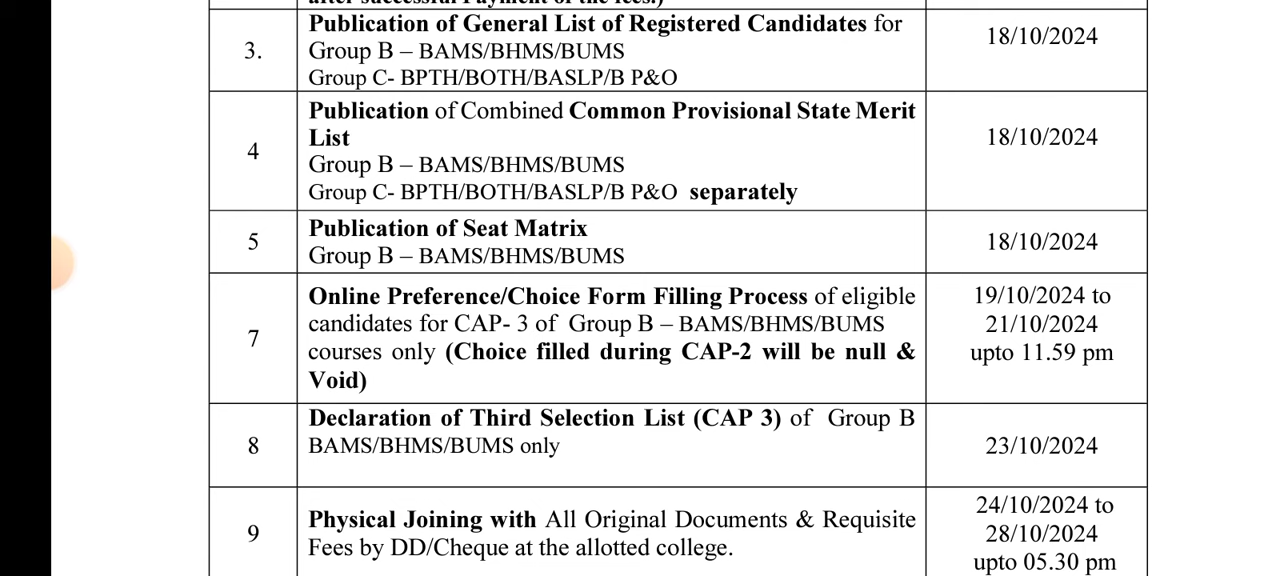 after successful Payment of the fees.)
3.
Publication of General List of Registered Candidates for
Group B – BAMS/BHMS/BUMS
Group C- BPTH/BOTH/BASLP/B P&O
18/10/2024
4
Publication of Combined Common Provisional State Merit
List
Group B – BAMS/BHMS/BUMS
Group C- BPTH/BOTH/BASLP/B P&O separately
18/10/2024
5
Publication of Seat Matrix
Group B – BAMS/BHMS/BUMS
18/10/2024
7
Online Preference/Choice Form Filling Process of eligible
candidates for CAP- 3 of Group B – BAMS/BHMS/BUMS
courses only (Choice filled during CAP-2 will be null &
Void)
19/10/2024 to
21/10/2024
upto 11.59 pm
8
Declaration of Third Selection List (CAP 3) of Group B
BAMS/BHMS/BUMS only
23/10/2024
9
Physical Joining with All Original Documents & Requisite
Fees by DD/Cheque at the allotted college.
24/10/2024 to
28/10/2024
upto 05.30 pm